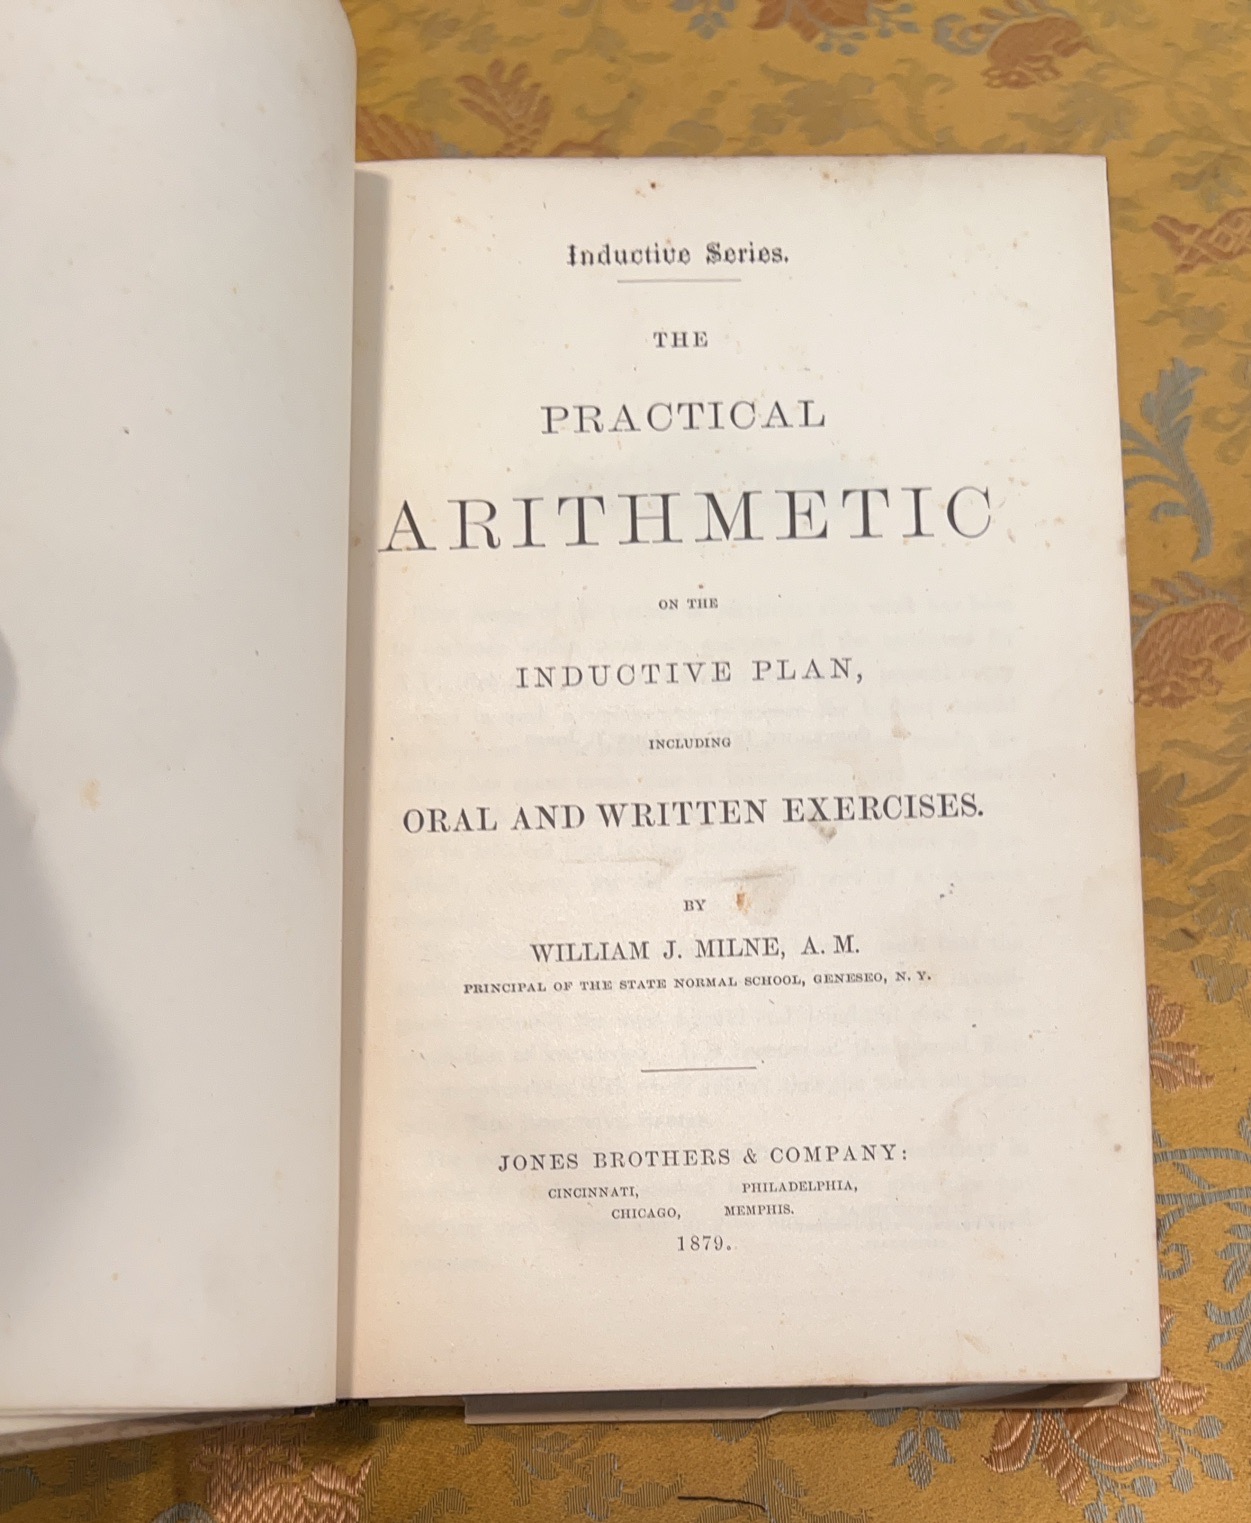 Inductive Series.
THE
PRACTICAL
ARITHMETIC
ON THE
INDUCTIVE PLAN,
INCLUDING
ORAL AND WRITTEN EXERCISES.
BY
WILLIAM J. MILNE, A. M.
PRINCIPAL OF THE STATE NORMAL SCHOOL, GENESEO, N. Y.
JONES BROTHERS & COMPANY:
CINCINNATI, PHILADELPHIA,
CHICAGO, MEMPHIS.
1879.